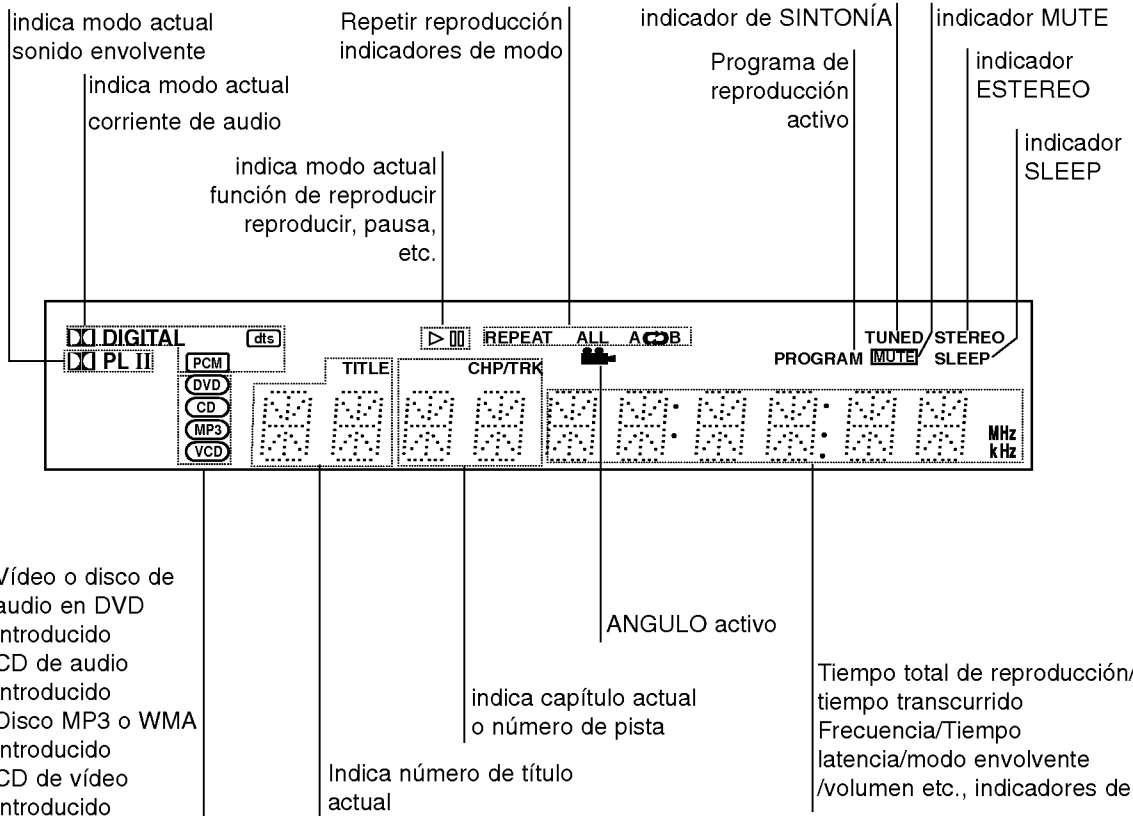 indica modo actual
sonido envolvente
indica modo actual
corriente de audio
Repetir reproducción
indicadores de modo
indica modo actual
función de reproducir
reproducir, pausa,
etc.
indicador de SINTONÍA
Programa de
reproducción
activo
indicador MUTE
indicador
ESTEREO
indicador
SLEEP
DIGITAL dts
PL II
PCM
DVD
CD
MP3
VCD
TITLE
CHP/TRK
REPEAT ALL A B
TUNED STEREO
PROGRAM MUTE SLEEP
MHz
kHz
Vídeo o disco de
audio en DVD
introducido
CD de audio
introducido
Disco MP3 o WMA
introducido
CD de vídeo
introducido
Indica número de título
actual
indica capítulo actual
o número de pista
ANGULO activo
Tiempo total de reproducción/
tiempo transcurrido
Frecuencia/Tiempo
latencia/modo envolvente
/volumen etc., indicadores de